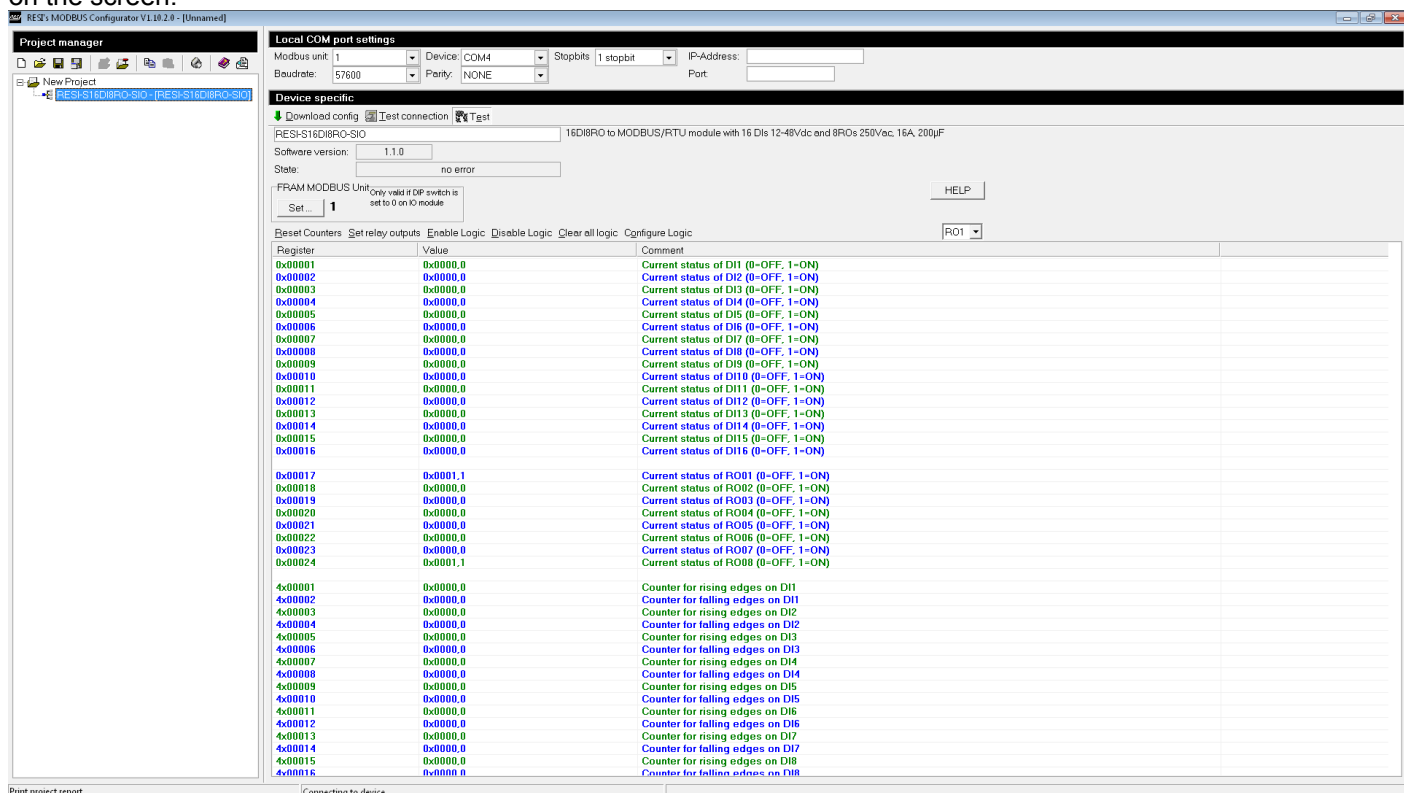 on the screen:
RESI's MODBUS Configurator V1.10.2.0 - [Unnamed]
Project manager
New Project
RESI-S16DI8RO-SIO - [RESI-S16DI8RO-SIO]
Local COM port settings
Modbus unit: 1 Device: COM4 Stopbits 1 stopbit IP-Address:
Baudrate: 57600 Parity: NONE Port:
Device specific
Download config Test connection Test
RESI-S16DI8RO-SIO 16DI8RO to MODBUS/RTU module with 16 DIs 12-48Vdc and 8ROs 250Vac, 16A, 200µF
Software version: 1.1.0
State: no error
FRAM MODBUS Unit Only valid if DIP switch is
set to 0 on IO module
Set ... 1
HELP
Reset Counters Set relay outputs Enable Logic Disable Logic Clear all logic Configure Logic RO1
Register Value Comment
0x00001 0x0000,0 Current status of DI1 (0=OFF, 1=ON)
0x00002 0x0000,0 Current status of DI2 (0=OFF, 1=ON)
0x00003 0x0000,0 Current status of DI3 (0=OFF, 1=ON)
0x00004 0x0000,0 Current status of DI4 (0=OFF, 1=ON)
0x00005 0x0000,0 Current status of DI5 (0=OFF, 1=ON)
0x00006 0x0000,0 Current status of DI6 (0=OFF, 1=ON)
0x00007 0x0000,0 Current status of DI7 (0=OFF, 1=ON)
0x00008 0x0000,0 Current status of DI8 (0=OFF, 1=ON)
0x00009 0x0000,0 Current status of DI9 (0=OFF, 1=ON)
0x00010 0x0000,0 Current status of DI10 (0=OFF, 1=ON)
0x00011 0x0000,0 Current status of DI11 (0=OFF, 1=ON)
0x00012 0x0000,0 Current status of DI12 (0=OFF, 1=ON)
0x00013 0x0000,0 Current status of DI13 (0=OFF, 1=ON)
0x00014 0x0000,0 Current status of DI14 (0=OFF, 1=ON)
0x00015 0x0000,0 Current status of DI15 (0=OFF, 1=ON)
0x00016 0x0000,0 Current status of DI16 (0=OFF, 1=ON)
0x00017 0x0001,1 Current status of RO01 (0=OFF, 1=ON)
0x00018 0x0000,0 Current status of RO02 (0=OFF, 1=ON)
0x00019 0x0000,0 Current status of RO03 (0=OFF, 1=ON)
0x00020 0x0000,0 Current status of RO04 (0=OFF, 1=ON)
0x00021 0x0000,0 Current status of RO05 (0=OFF, 1=ON)
0x00022 0x0000,0 Current status of RO06 (0=OFF, 1=ON)
0x00023 0x0000,0 Current status of RO07 (0=OFF, 1=ON)
0x00024 0x0001,1 Current status of RO08 (0=OFF, 1=ON)
4x00001 0x0000,0 Counter for rising edges on DI1
4x00002 0x0000,0 Counter for falling edges on DI1
4x00003 0x0000,0 Counter for rising edges on DI2
4x00004 0x0000,0 Counter for falling edges on DI2
4x00005 0x0000,0 Counter for rising edges on DI3
4x00006 0x0000,0 Counter for falling edges on DI3
4x00007 0x0000,0 Counter for rising edges on DI4
4x00008 0x0000,0 Counter for falling edges on DI4
4x00009 0x0000,0 Counter for rising edges on DI5
4x00010 0x0000,0 Counter for falling edges on DI5
4x00011 0x0000,0 Counter for rising edges on DI6
4x00012 0x0000,0 Counter for falling edges on DI6
4x00013 0x0000,0 Counter for rising edges on DI7
4x00014 0x0000,0 Counter for falling edges on DI7
4x00015 0x0000,0 Counter for rising edges on DI8
4x00016 0x0000,0 Counter for falling edges on DI8
Print project report Connecting to device